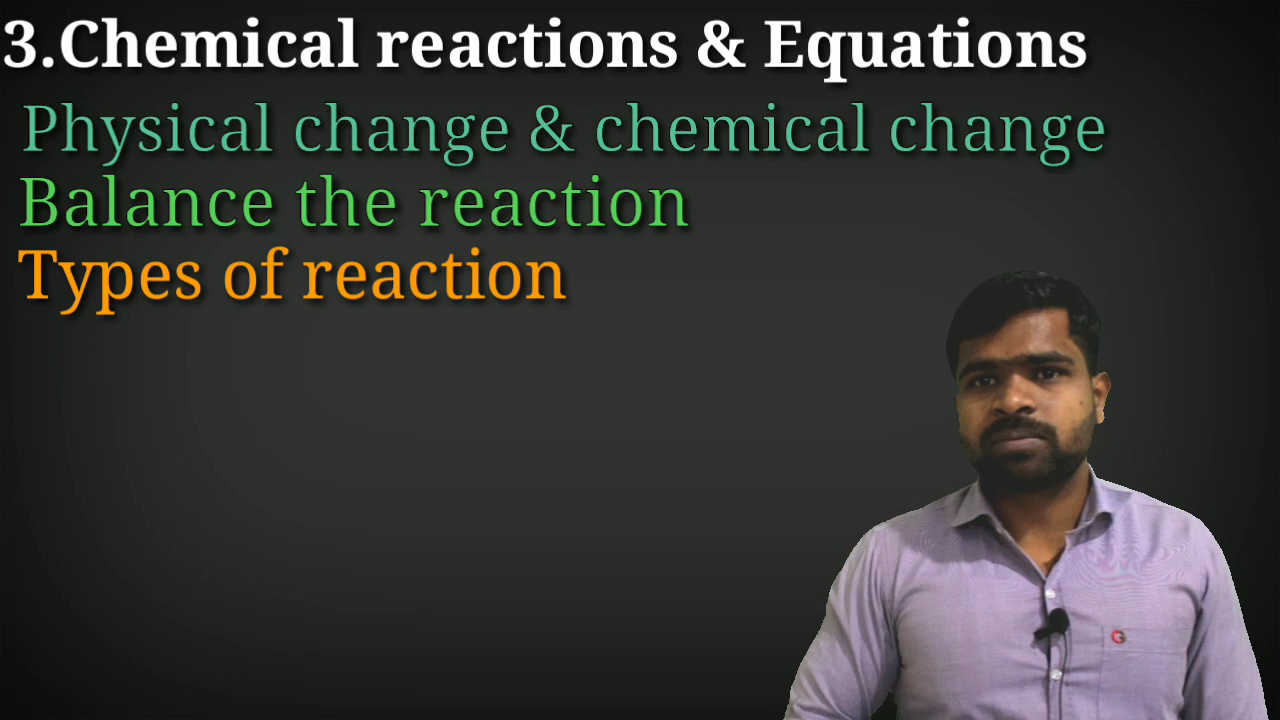 3.Chemical reactions & Equations
Physical change & chemical change
Balance the reaction
Types of reaction